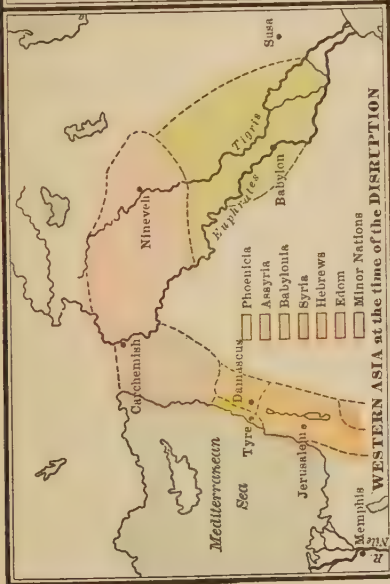 Susa
Tigris
Nineveh
Euphrates
Babylon
Carchemish
Phoenicia
Assyria
Babylonia
Syria
Hebrews
Edom
Minor Nations
Damascus
Tyre
Mediterranean
Sea
Jerusalem
Memphis
R. Nile
WESTERN ASIA at the time of the DISRUPTION